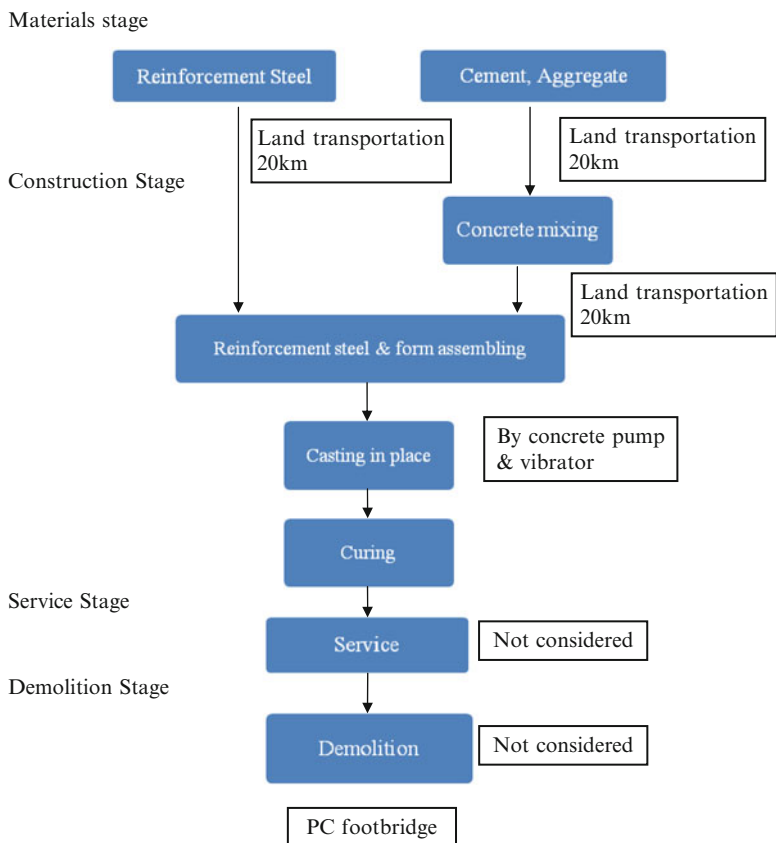 Materials stage
Reinforcement Steel
Cement, Aggregate
Land transportation
20km
Land transportation
20km
Construction Stage
Concrete mixing
Land transportation
20km
Reinforcement steel & form assembling
Casting in place
By concrete pump
& vibrator
Curing
Service Stage
Service
Not considered
Demolition Stage
Demolition
Not considered
PC footbridge